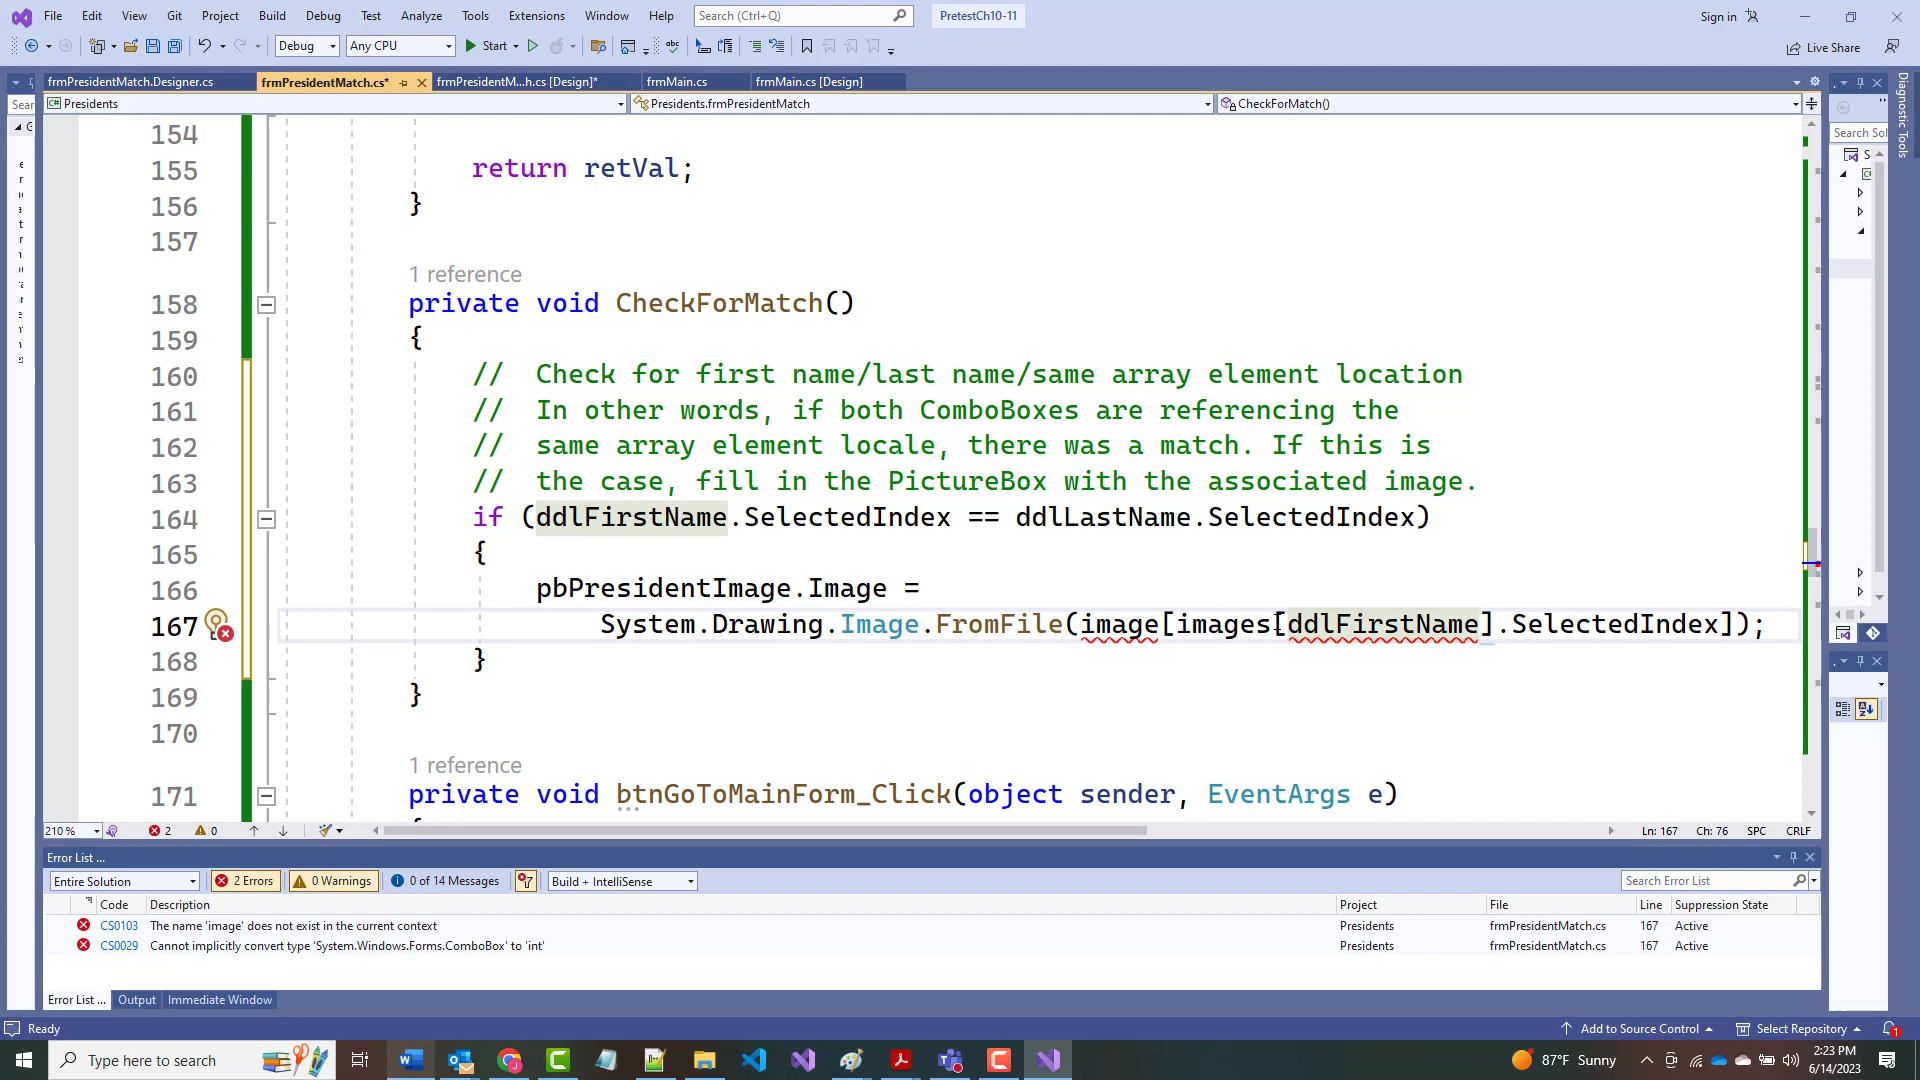 File Edit View Git Project Build Debug Test Analyze Tools Extensions Window Help Search (Ctrl+Q) PretestCh10-11 Sign in
Debug Any CPU Start Live Share
frmPresidentMatch.Designer.cs frmPresidentMatch.cs* frmPresidentM...h.cs [Design]* frmMain.cs frmMain.cs [Design]
Presidents Presidents.frmPresidentMatch CheckForMatch()
Sear
Search Sol
Diagnostic Tools
154
155 return retVal;
156 }
157
1 reference
158 private void CheckForMatch()
159 {
160 // Check for first name/last name/same array element location
161 // In other words, if both ComboBoxes are referencing the
162 // same array element locale, there was a match. If this is
163 // the case, fill in the PictureBox with the associated image.
164 if (ddlFirstName.SelectedIndex == ddlLastName.SelectedIndex)
165 {
166 pbPresidentImage.Image =
167 System.Drawing.Image.FromFile(image[images[ddlFirstName].SelectedIndex]);
168 }
169 }
170
1 reference
171 private void btnGoToMainForm_Click(object sender, EventArgs e)
210 % 2 0 Ln: 167 Ch: 76 SPC CRLF
Error List ...
Entire Solution 2 Errors 0 Warnings 0 of 14 Messages Build + IntelliSense Search Error List
Code Description Project File Line Suppression State
CS0103 The name 'image' does not exist in the current context Presidents frmPresidentMatch.cs 167 Active
CS0029 Cannot implicitly convert type 'System.Windows.Forms.ComboBox' to 'int' Presidents frmPresidentMatch.cs 167 Active
Error List ... Output Immediate Window
Ready Add to Source Control Select Repository 1
Type here to search 87°F Sunny 2:23 PM
6/14/2023